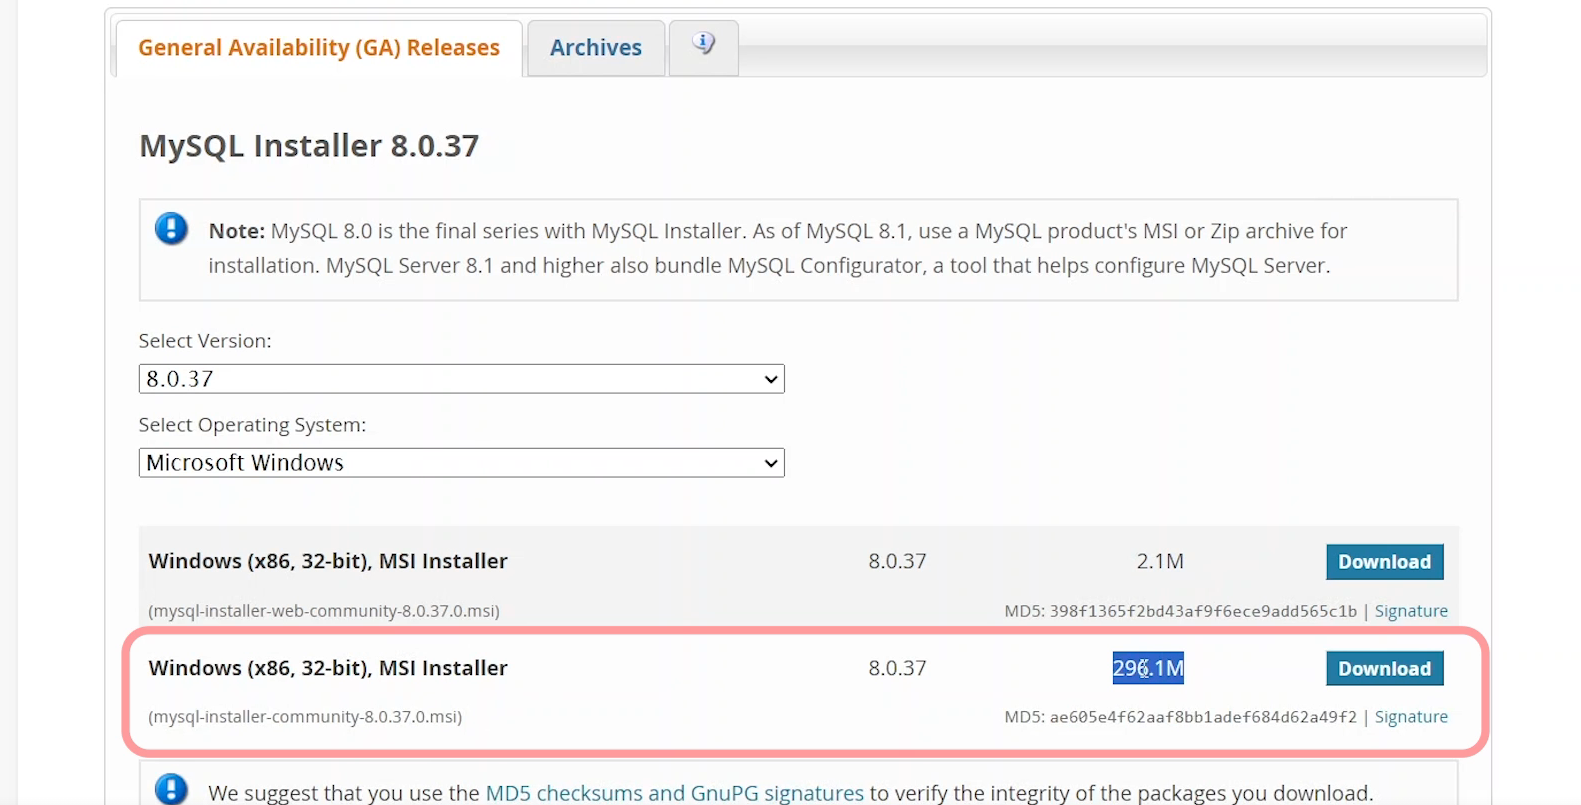 General Availability (GA) Releases
Archives
MySQL Installer 8.0.37
Note: MySQL 8.0 is the final series with MySQL Installer. As of MySQL 8.1, use a MySQL product's MSI or Zip archive for
installation. MySQL Server 8.1 and higher also bundle MySQL Configurator, a tool that helps configure MySQL Server.
Select Version:
8.0.37
Select Operating System:
Microsoft Windows
Windows (x86, 32-bit), MSI Installer 8.0.37 2.1M Download
(mysql-installer-web-community-8.0.37.0.msi) MD5: 398f1365f2bd43af9f6ece9add565c1b | Signature
Windows (x86, 32-bit), MSI Installer 8.0.37 296.1M Download
(mysql-installer-community-8.0.37.0.msi) MD5: ae605e4f62aaf8bb1adef684d62a49f2 | Signature
We suggest that you use the MD5 checksums and GnuPG signatures to verify the integrity of the packages you download.